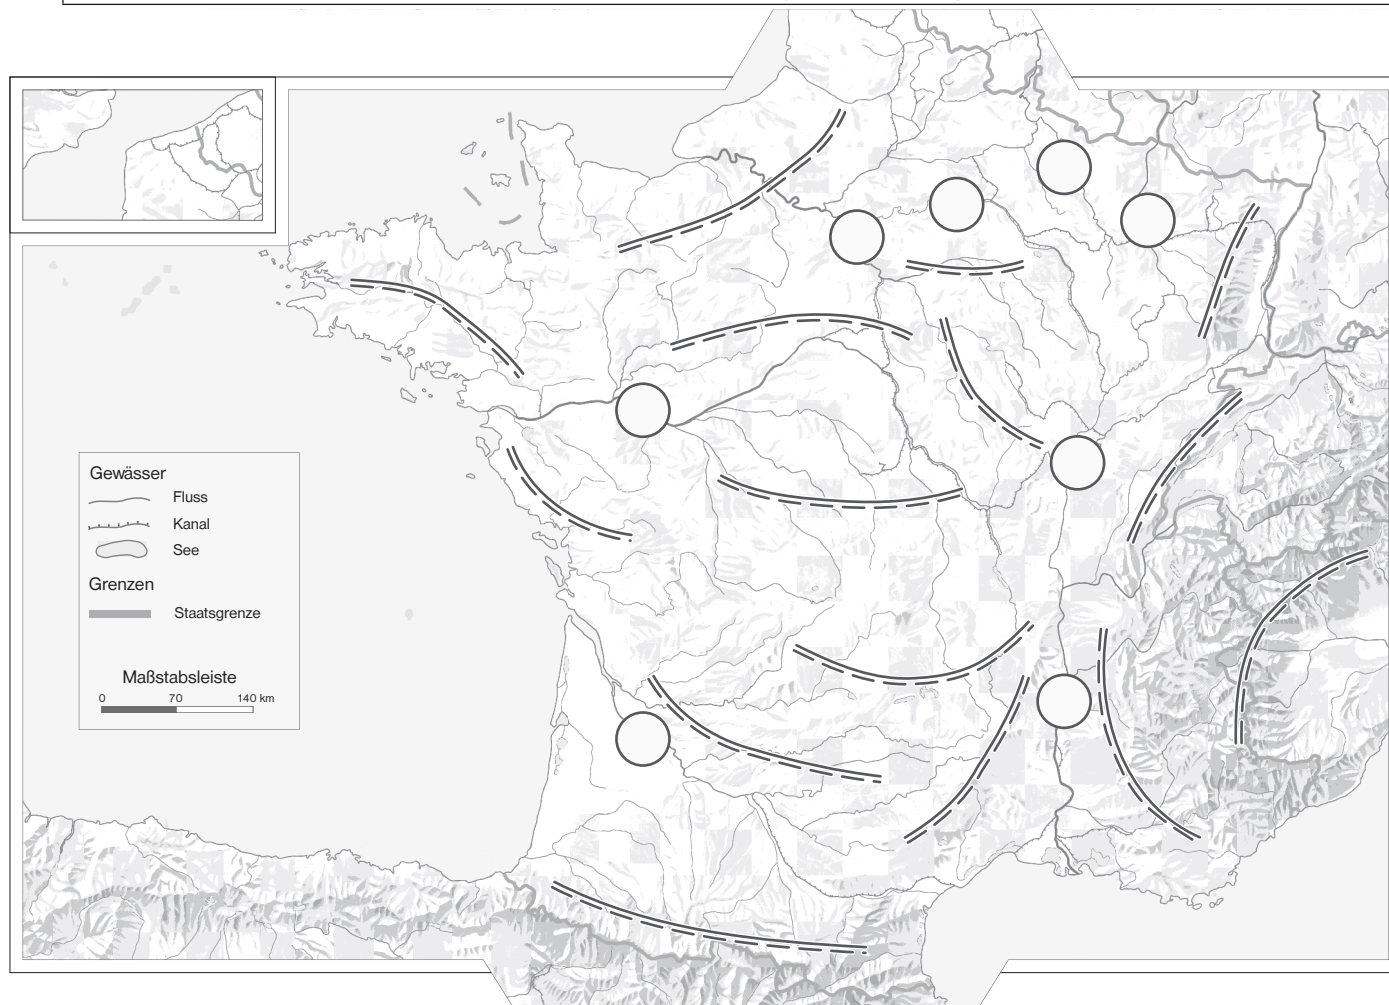 Gewässer
Fluss
Kanal
See
Grenzen
Staatsgrenze
Maßstabsleiste
0 70 140 km